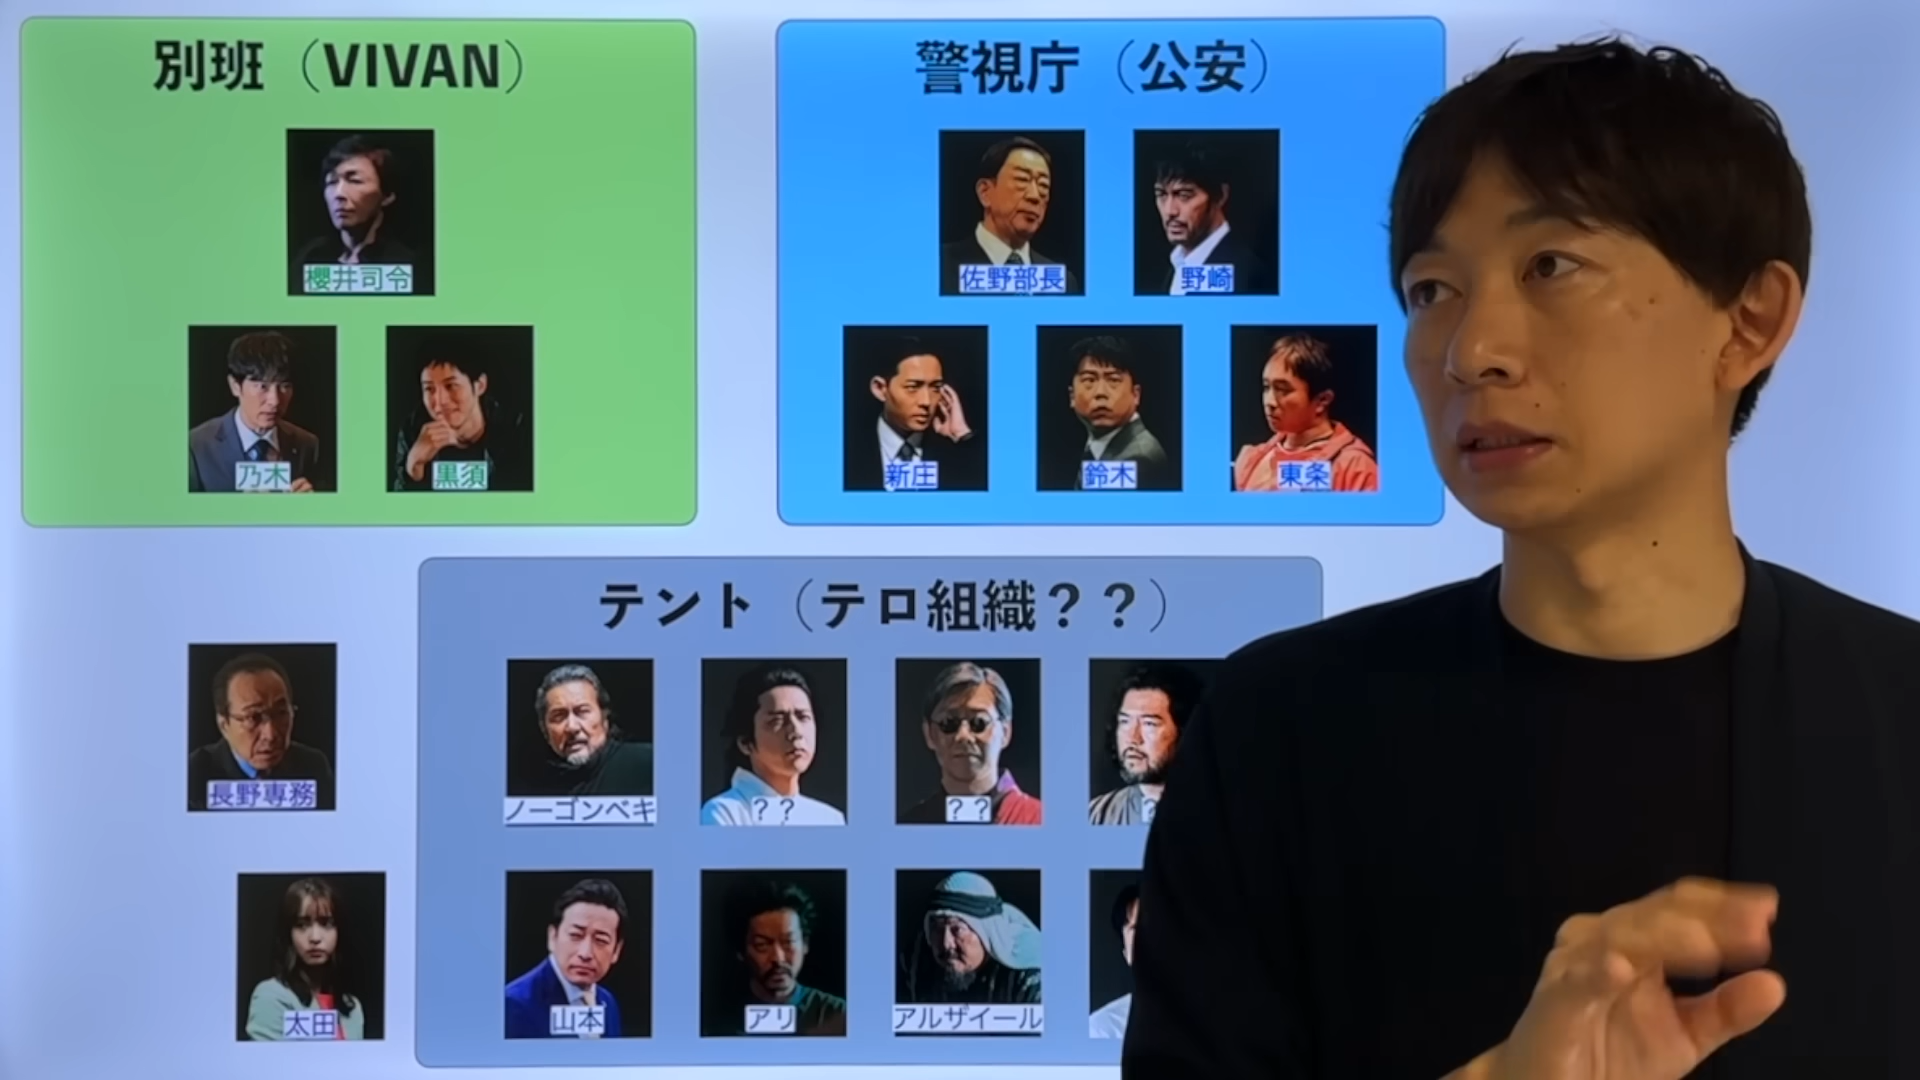 別班（VIVAN）
警視庁（公安）
櫻井司令
佐野部長
野崎
乃木
黒須
新庄
鈴木
東条
テント（テロ組織？？）
長野専務
ノーゴンベキ
？？
？？
？
太田
山本
アリ
アルザイール